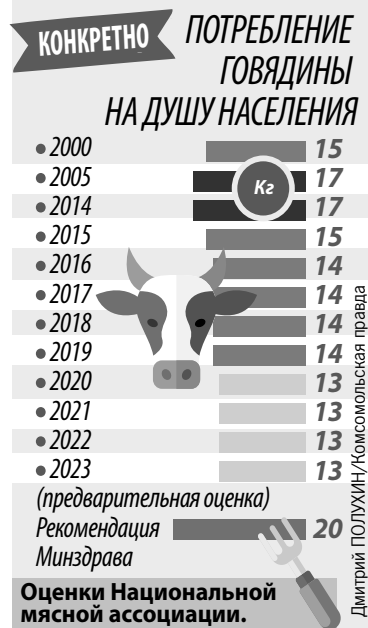 КОНКРЕТНО
ПОТРЕБЛЕНИЕ
ГОВЯДИНЫ
НА ДУШУ НАСЕЛЕНИЯ
Кг
• 2000 15
• 2005 17
• 2014 17
• 2015 15
• 2016 14
• 2017 14
• 2018 14
• 2019 14
• 2020 13
• 2021 13
• 2022 13
• 2023 13
(предварительная оценка)
Рекомендация 20
Минздрава
Оценки Национальной
мясной ассоциации.
Дмитрий ПОЛУХИН/Комсомольская правда